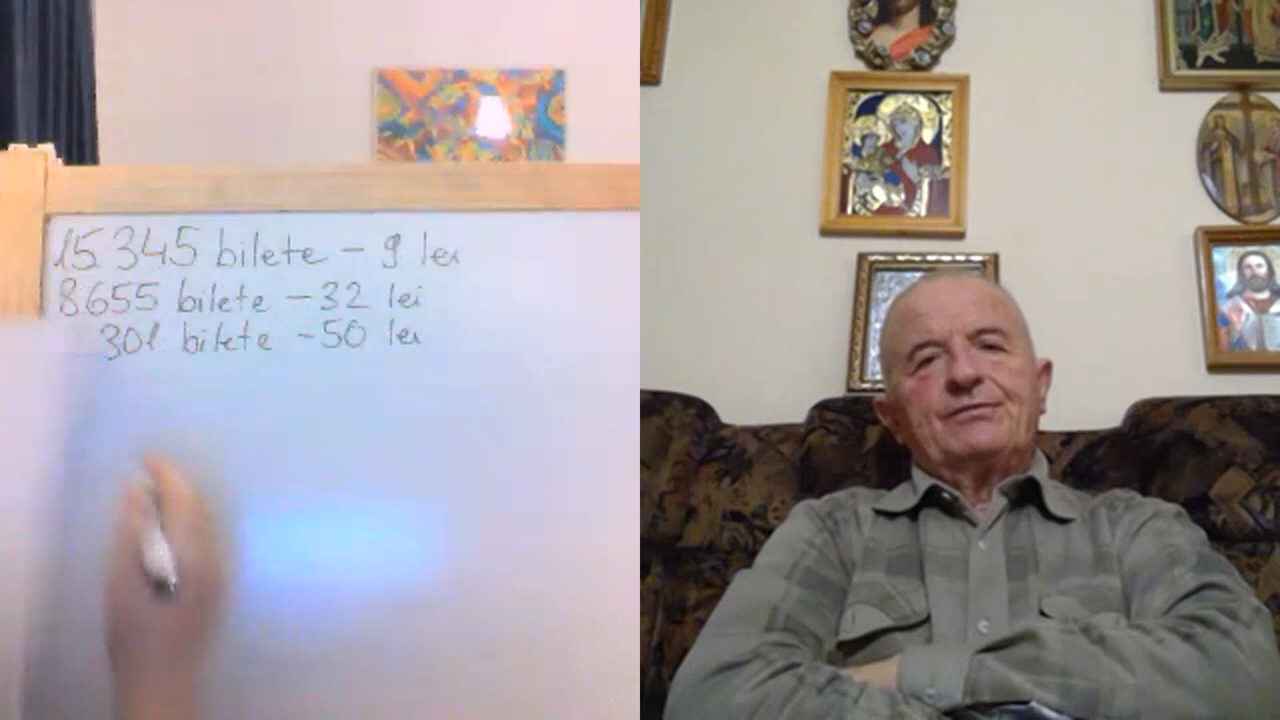 15 345 bilete - 9 lei
8655 bilete - 32 lei
301 bilete - 50 lei